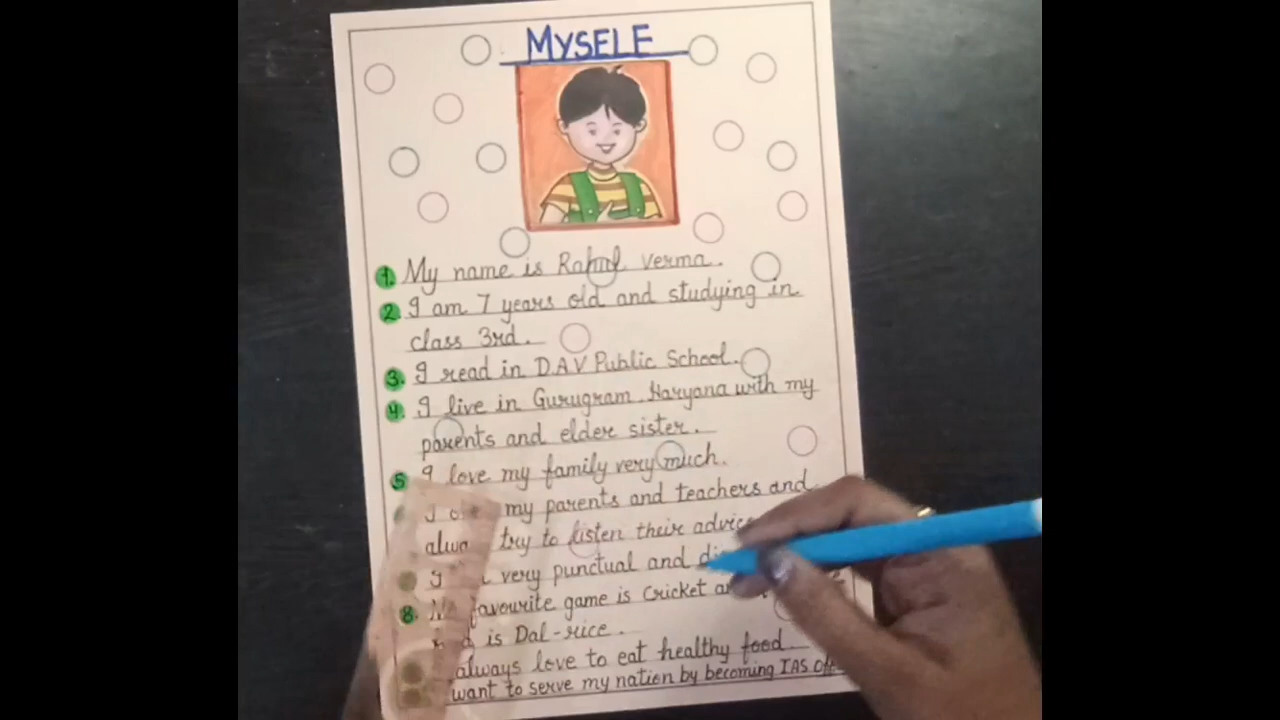 MYSELF
1. My name is Rahul Verma.
2. I am 7 years old and studying in
class 3rd.
3. I read in D.A.V Public School.
4. I live in Gurugram, Haryana with my
parents and elder sister.
5. I love my family very much.
I my parents and teachers and
try to listen their advice
I very punctual and
8. My favourite game is Cricket
is Dal-rice.
always love to eat healthy food
want to serve my nation by becoming IAS